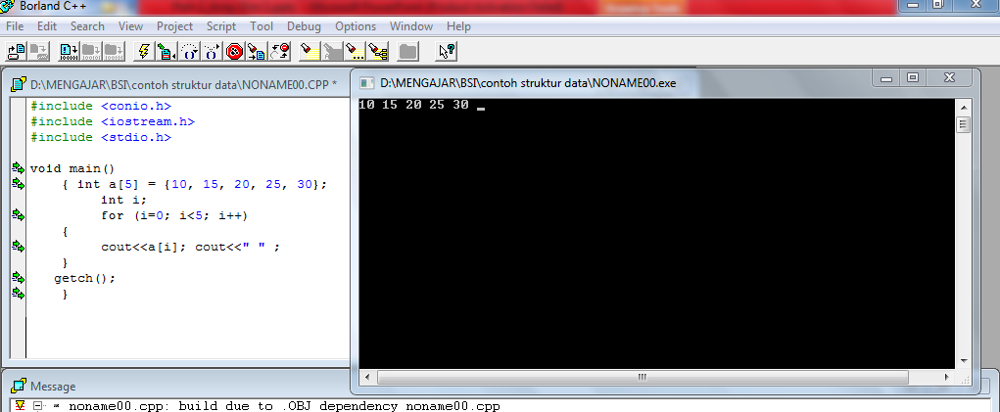 Borland C++
File Edit Search View Project Script Tool Debug Options Window Help
D:\MENGAJAR\BSI\contoh struktur data\NONAME00.CPP *
#include <conio.h>
#include <iostream.h>
#include <stdio.h>
void main()
{ int a[5] = {10, 15, 20, 25, 30};
int i;
for (i=0; i<5; i++)
{
cout<<a[i]; cout<<" " ;
}
getch();
}
D:\MENGAJAR\BSI\contoh struktur data\NONAME00.exe
10 15 20 25 30 _
Message
noname00.cpp: build due to .OBJ dependency noname00.cpp